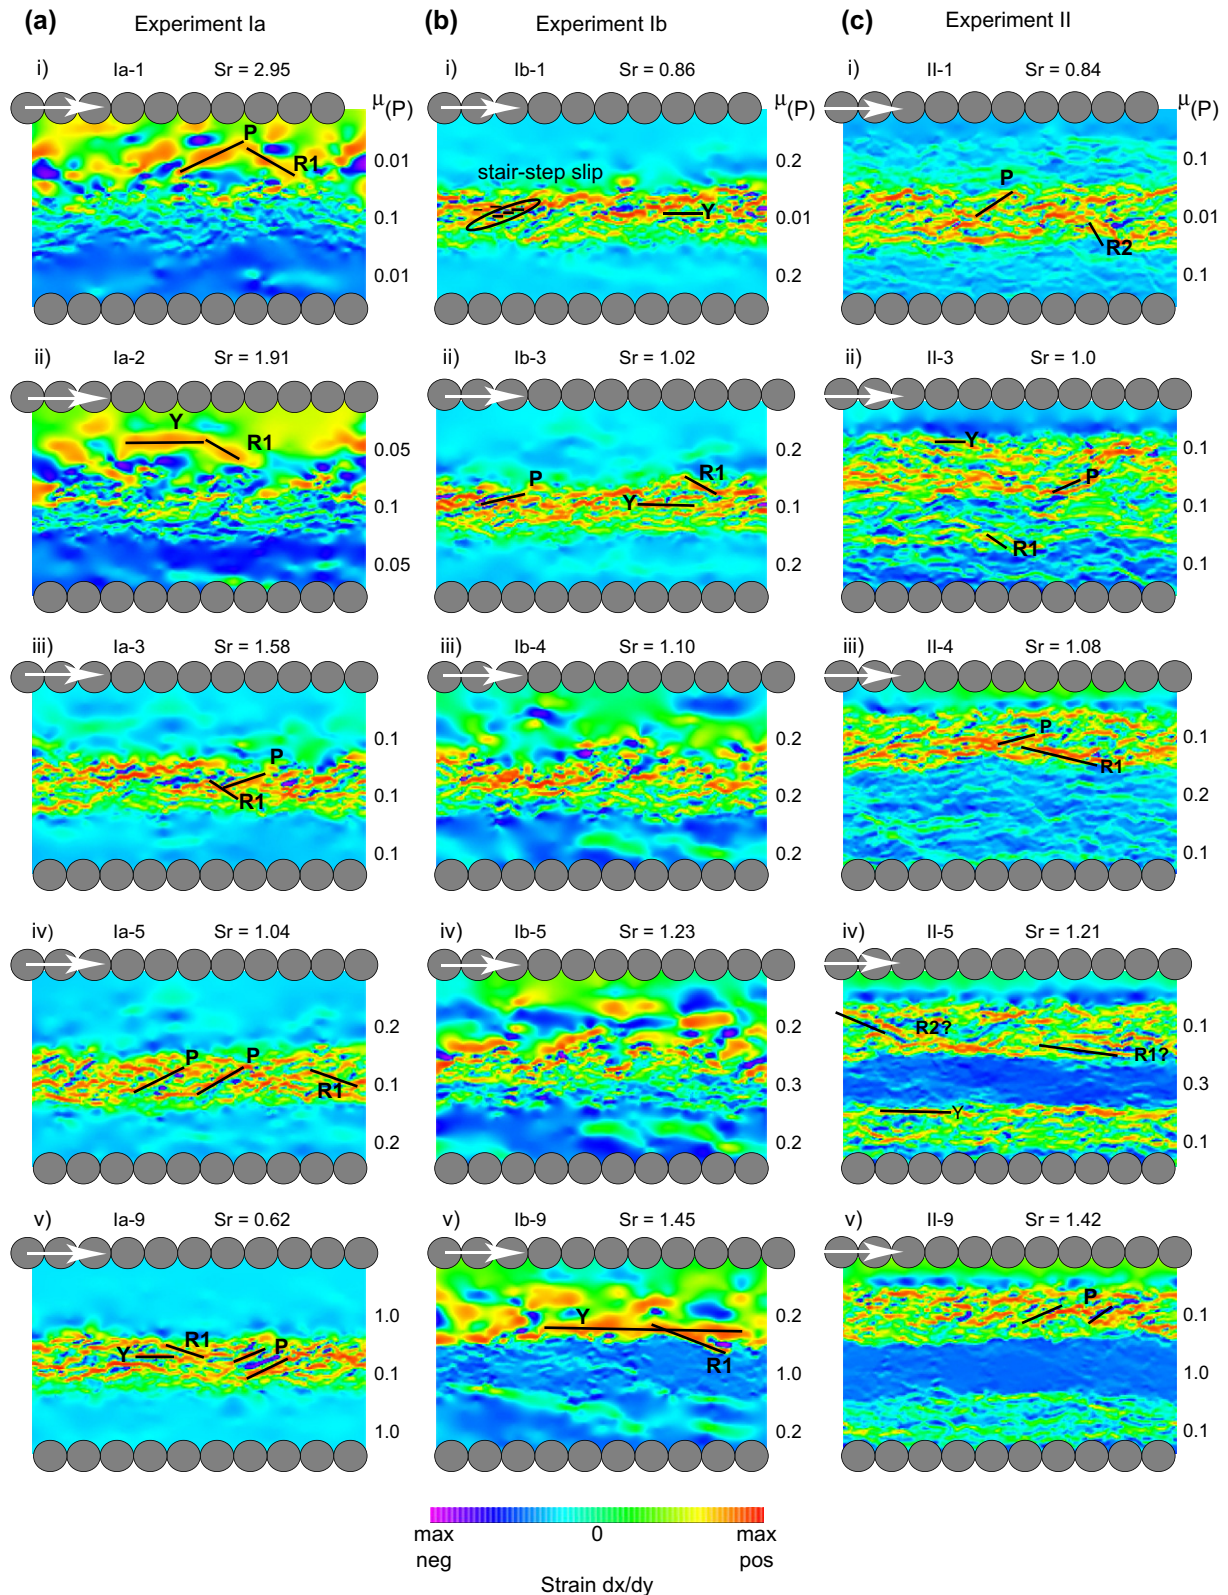 (a) Experiment Ia
i) Ia-1 Sr = 2.95
μ(P)
P
R1
0.01
0.1
0.01
ii) Ia-2 Sr = 1.91
Y
R1
0.05
0.1
0.05
iii) Ia-3 Sr = 1.58
P
R1
0.1
0.1
0.1
iv) Ia-5 Sr = 1.04
P P
R1
0.2
0.1
0.2
v) Ia-9 Sr = 0.62
R1
Y P
1.0
0.1
1.0
(b) Experiment Ib
i) Ib-1 Sr = 0.86
μ(P)
stair-step slip
Y
0.2
0.01
0.2
ii) Ib-3 Sr = 1.02
R1
P
Y
0.2
0.1
0.2
iii) Ib-4 Sr = 1.10
0.2
0.2
0.2
iv) Ib-5 Sr = 1.23
0.2
0.3
0.2
v) Ib-9 Sr = 1.45
Y
R1
0.2
1.0
0.2
(c) Experiment II
i) II-1 Sr = 0.84
μ(P)
P
R2
0.1
0.01
0.1
ii) II-3 Sr = 1.0
Y
P
R1
0.1
0.1
0.1
iii) II-4 Sr = 1.08
P
R1
0.1
0.2
0.1
iv) II-5 Sr = 1.21
R2?
R1?
Y
0.1
0.3
0.1
v) II-9 Sr = 1.42
P
0.1
1.0
0.1
max 0 max
neg pos
Strain dx/dy